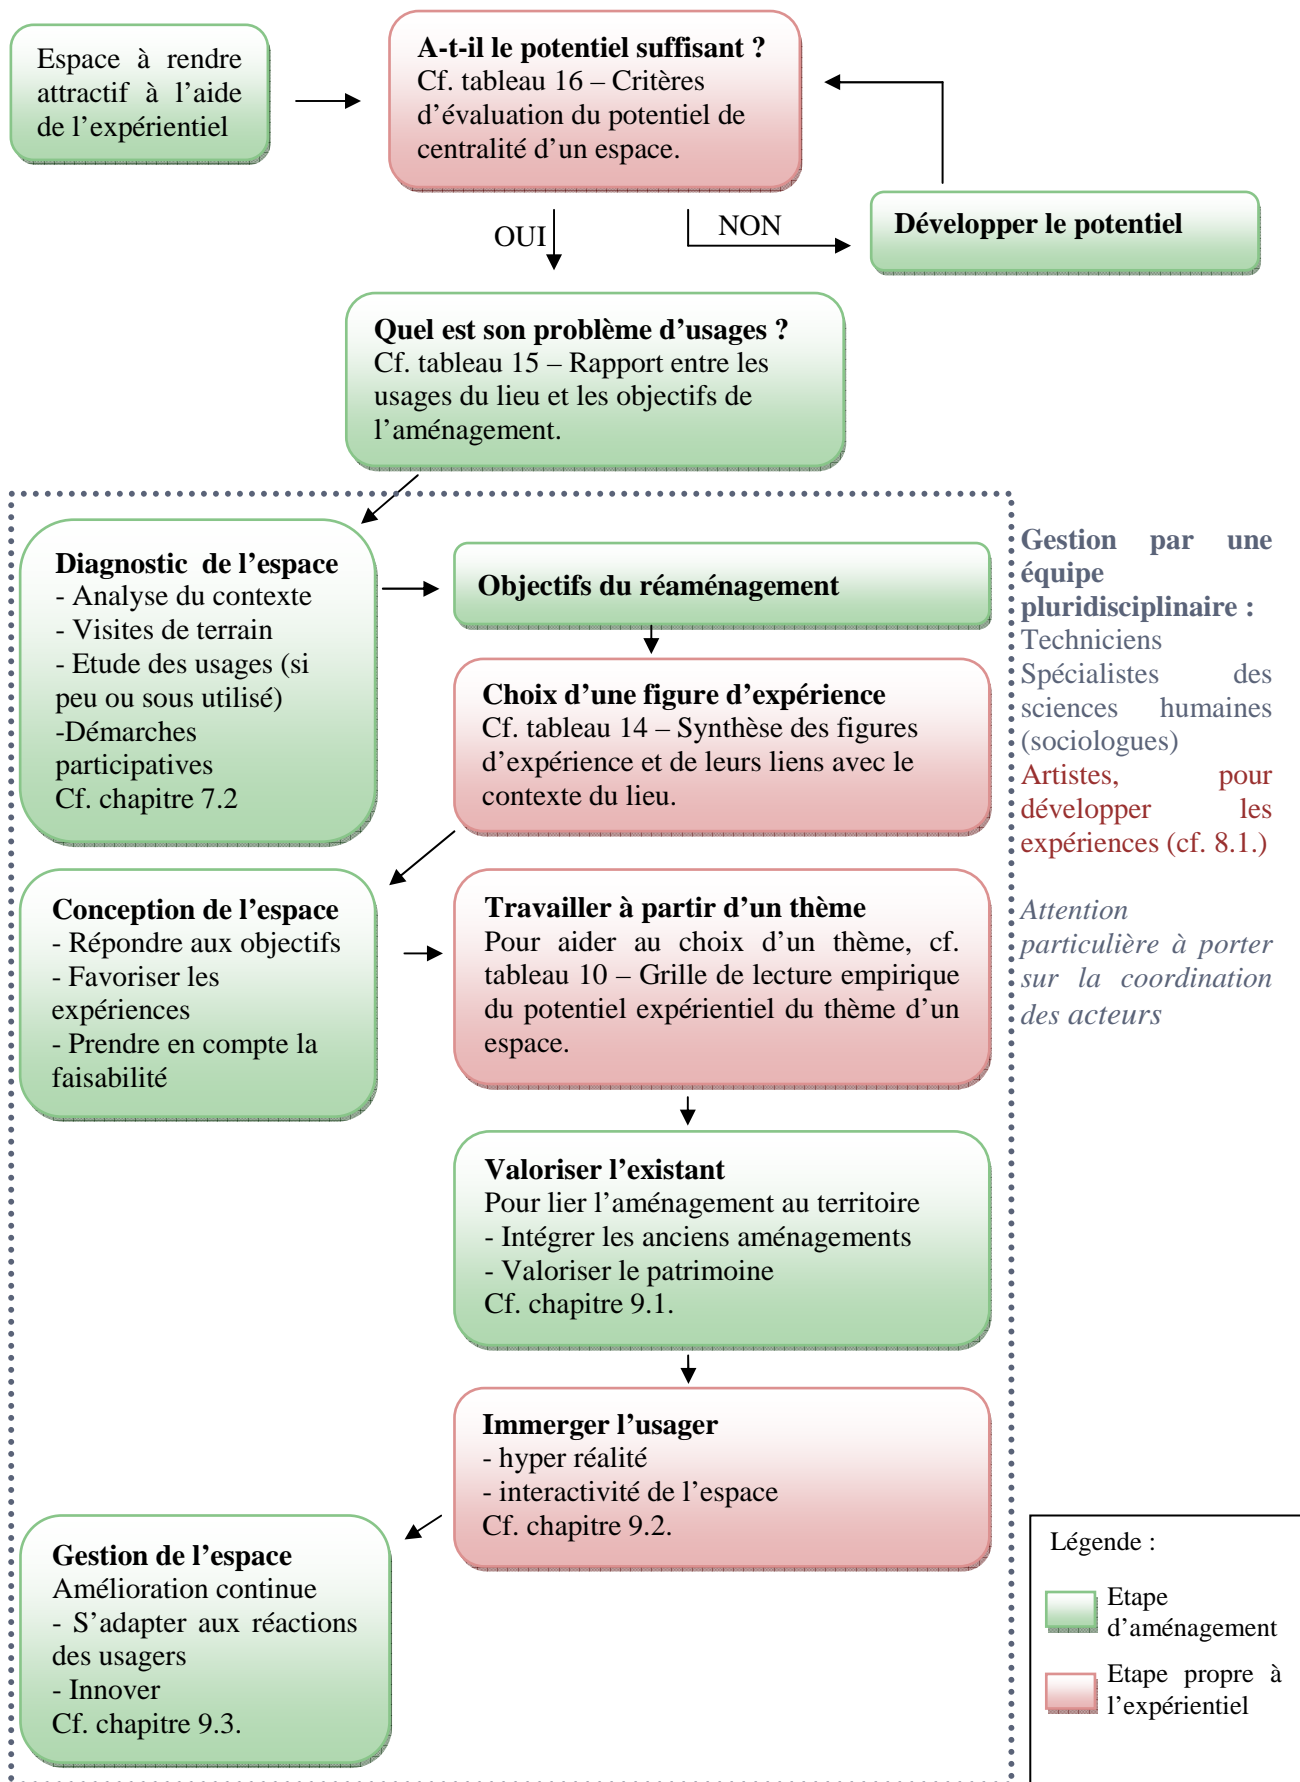 Espace à rendre
attractif à l'aide
de l'expérientiel
A-t-il le potentiel suffisant ?
Cf. tableau 16 – Critères
d'évaluation du potentiel de
centralité d'un espace.
OUI
NON
Développer le potentiel
Quel est son problème d'usages ?
Cf. tableau 15 – Rapport entre les
usages du lieu et les objectifs de
l'aménagement.
Diagnostic de l'espace
- Analyse du contexte
- Visites de terrain
- Etude des usages (si
peu ou sous utilisé)
-Démarches
participatives
Cf. chapitre 7.2
Objectifs du réaménagement
Choix d'une figure d'expérience
Cf. tableau 14 – Synthèse des figures
d'expérience et de leurs liens avec le
contexte du lieu.
Gestion par une
équipe
pluridisciplinaire :
Techniciens
Spécialistes des
sciences humaines
(sociologues)
Artistes, pour
développer les
expériences (cf. 8.1.)
Attention
particulière à porter
sur la coordination
des acteurs
Conception de l'espace
- Répondre aux objectifs
- Favoriser les
expériences
- Prendre en compte la
faisabilité
Travailler à partir d'un thème
Pour aider au choix d'un thème, cf.
tableau 10 – Grille de lecture empirique
du potentiel expérientiel du thème d'un
espace.
Valoriser l'existant
Pour lier l'aménagement au territoire
- Intégrer les anciens aménagements
- Valoriser le patrimoine
Cf. chapitre 9.1.
Immerger l'usager
- hyper réalité
- interactivité de l'espace
Cf. chapitre 9.2.
Gestion de l'espace
Amélioration continue
- S'adapter aux réactions
des usagers
- Innover
Cf. chapitre 9.3.
Légende :
Etape
d'aménagement
Etape propre à
l'expérientiel